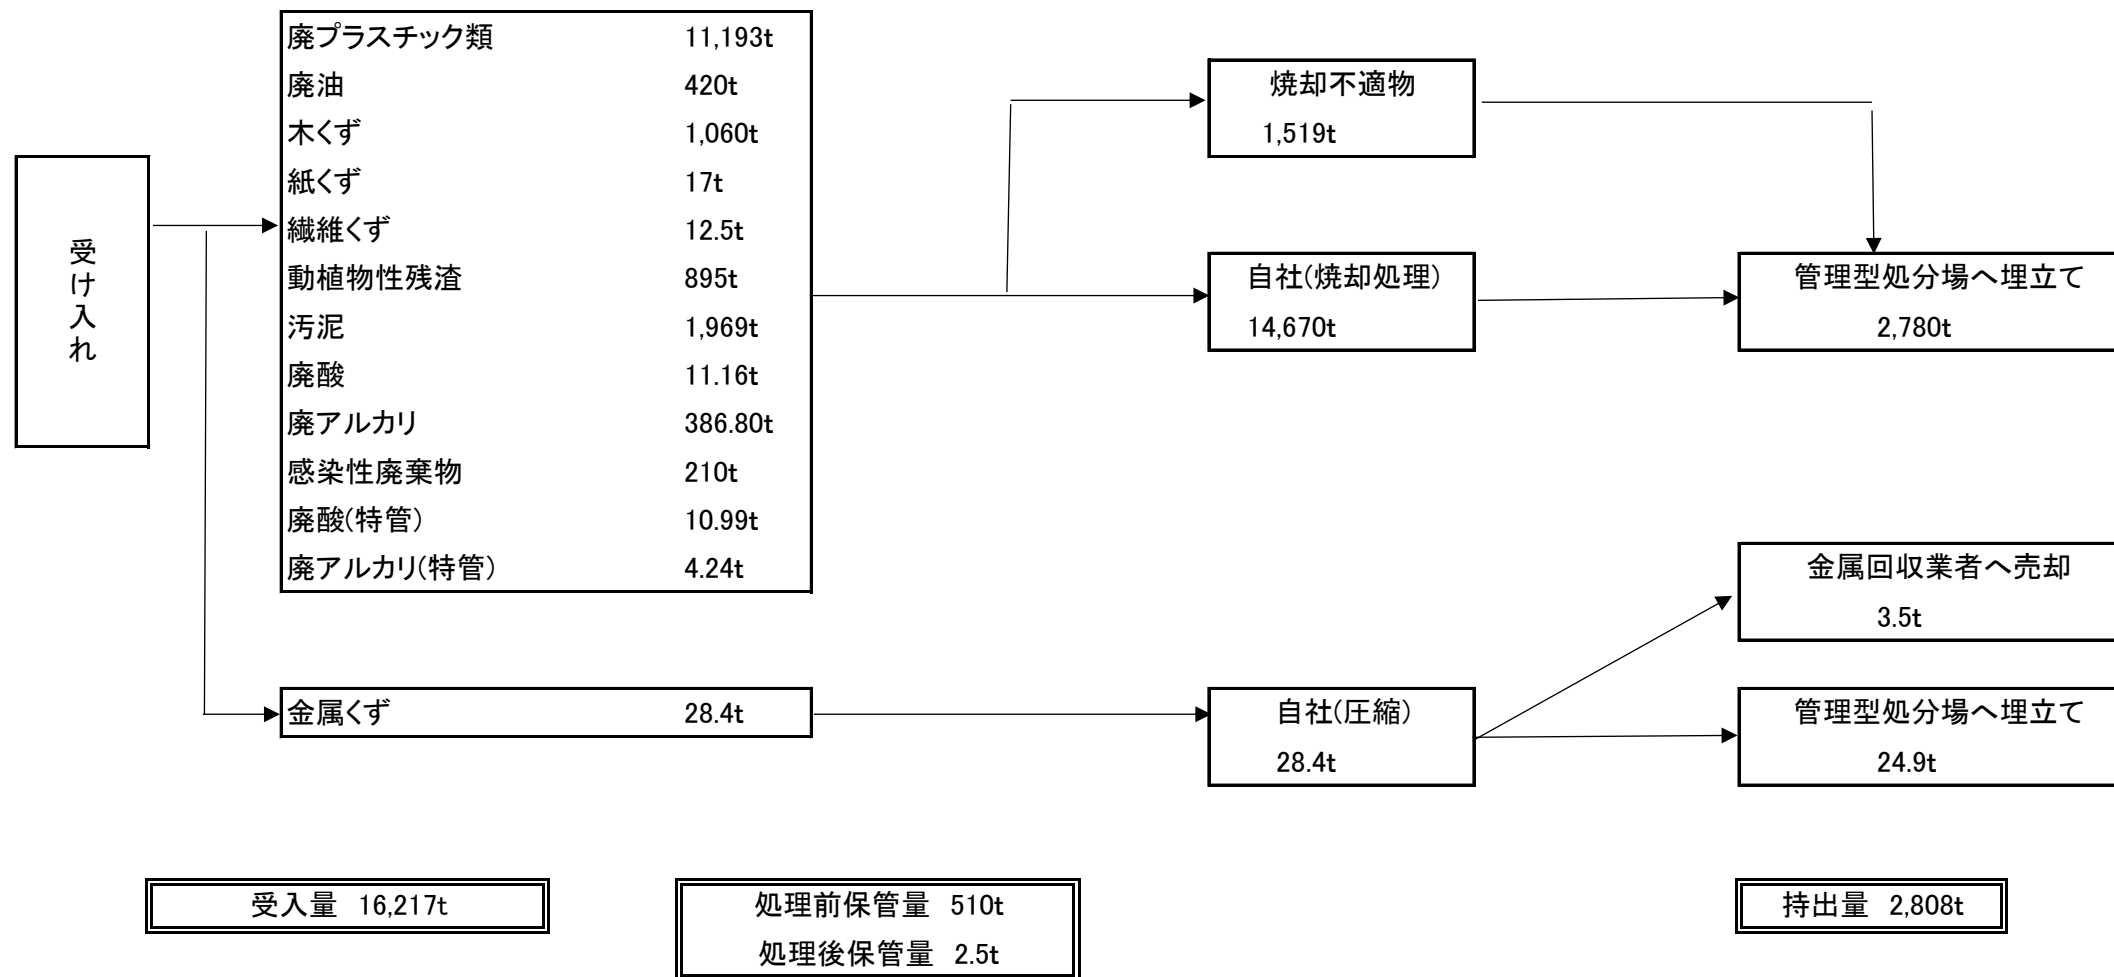 受け入れ
廃プラスチック類 11,193t
廃油 420t
木くず 1,060t
紙くず 17t
繊維くず 12.5t
動植物性残渣 895t
汚泥 1,969t
廃酸 11.16t
廃アルカリ 386.80t
感染性廃棄物 210t
廃酸(特管) 10.99t
廃アルカリ(特管) 4.24t
金属くず 28.4t
焼却不適物
1,519t
自社(焼却処理)
14,670t
自社(圧縮)
28.4t
管理型処分場へ埋立て
2,780t
金属回収業者へ売却
3.5t
管理型処分場へ埋立て
24.9t
受入量 16,217t
処理前保管量 510t
処理後保管量 2.5t
持出量 2,808t